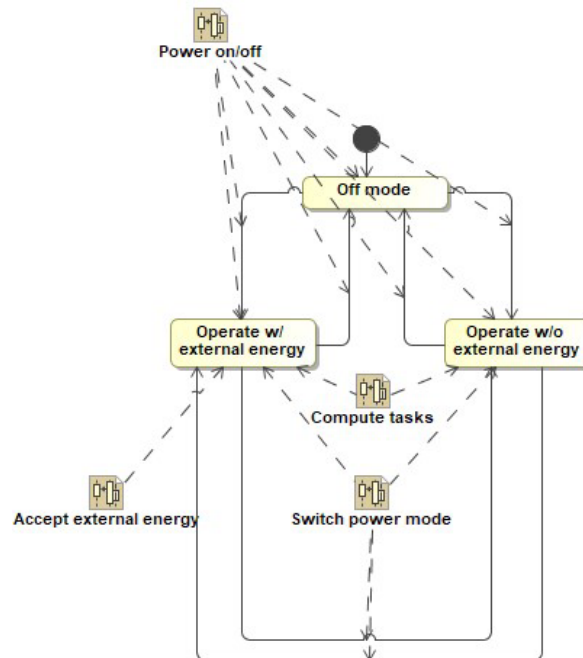 Power on/off
Off mode
Operate w/
external energy
Operate w/o
external energy
Compute tasks
Accept external energy
Switch power mode